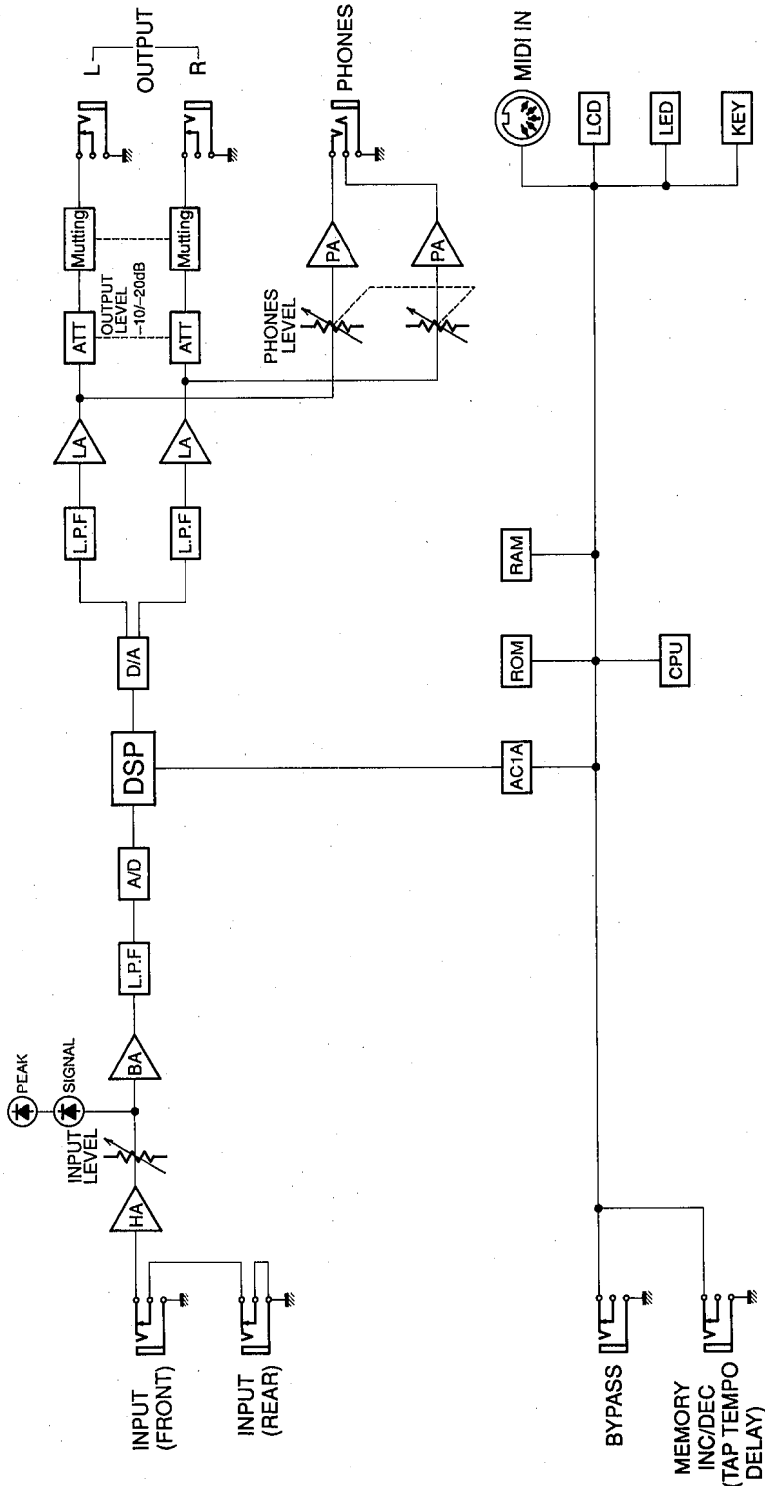 INPUT
(FRONT)
INPUT
(REAR)
HA
INPUT
LEVEL
PEAK
SIGNAL
BA
L.P.F
A/D
DSP
D/A
L.P.F
L.P.F
LA
LA
ATT
OUTPUT
LEVEL
-10/-20dB
ATT
Mutting
Mutting
L
OUTPUT
R
PHONES
LEVEL
PA
PA
PHONES
BYPASS
MEMORY
INC/DEC
(TAP TEMPO
DELAY)
AC1A
ROM
RAM
CPU
MIDI IN
LCD
LED
KEY